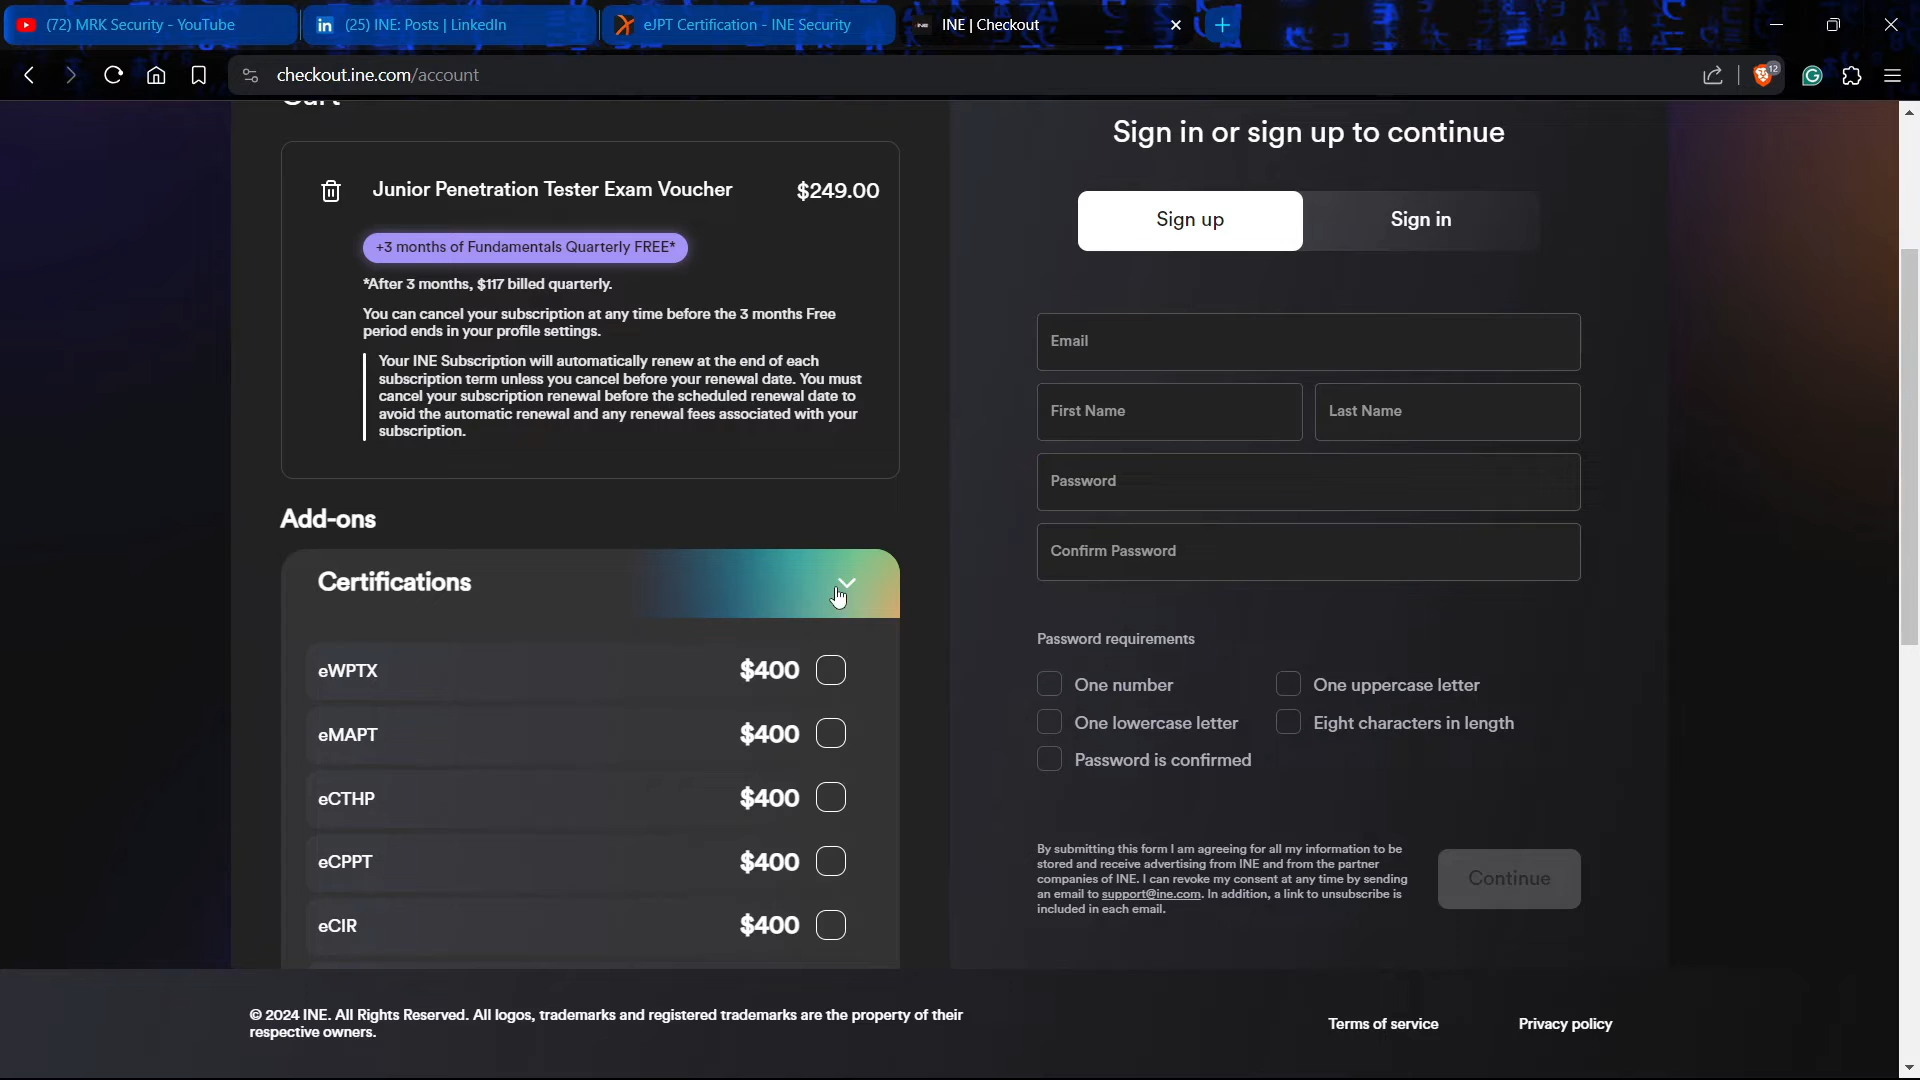 (72) MRK Security - YouTube
(25) INE: Posts | LinkedIn
eJPT Certification - INE Security
INE | Checkout
checkout.ine.com/account
12
Cart
Junior Penetration Tester Exam Voucher
$249.00
+3 months of Fundamentals Quarterly FREE*
*After 3 months, $117 billed quarterly.
You can cancel your subscription at any time before the 3 months Free
period ends in your profile settings.
Your INE Subscription will automatically renew at the end of each
subscription term unless you cancel before your renewal date. You must
cancel your subscription renewal before the scheduled renewal date to
avoid the automatic renewal and any renewal fees associated with your
subscription.
Add-ons
Certifications
eWPTX $400
eMAPT $400
eCTHP $400
eCPPT $400
eCIR $400
Sign in or sign up to continue
Sign up
Sign in
Email
First Name
Last Name
Password
Confirm Password
Password requirements
One number
One uppercase letter
One lowercase letter
Eight characters in length
Password is confirmed
By submitting this form I am agreeing for all my information to be
stored and receive advertising from INE and from the partner
companies of INE. I can revoke my consent at any time by sending
an email to support@ine.com. In addition, a link to unsubscribe is
included in each email.
Continue
© 2024 INE. All Rights Reserved. All logos, trademarks and registered trademarks are the property of their
respective owners.
Terms of service
Privacy policy